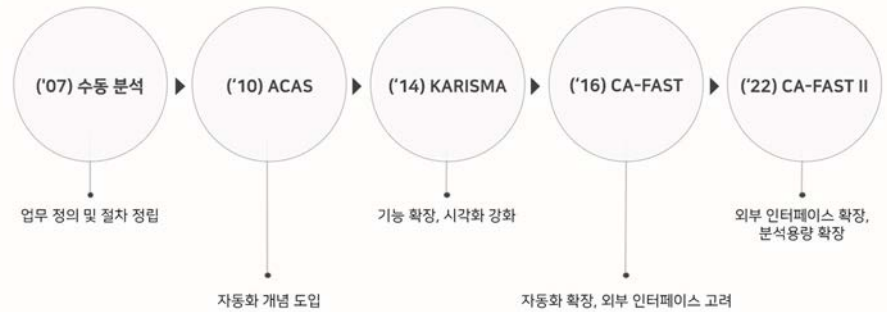 ('07) 수동 분석
('10) ACAS
('14) KARISMA
('16) CA-FAST
('22) CA-FAST II
업무 정의 및 절차 정립
기능 확장, 시각화 강화
외부 인터페이스 확장,
분석용량 확장
자동화 개념 도입
자동화 확장, 외부 인터페이스 고려